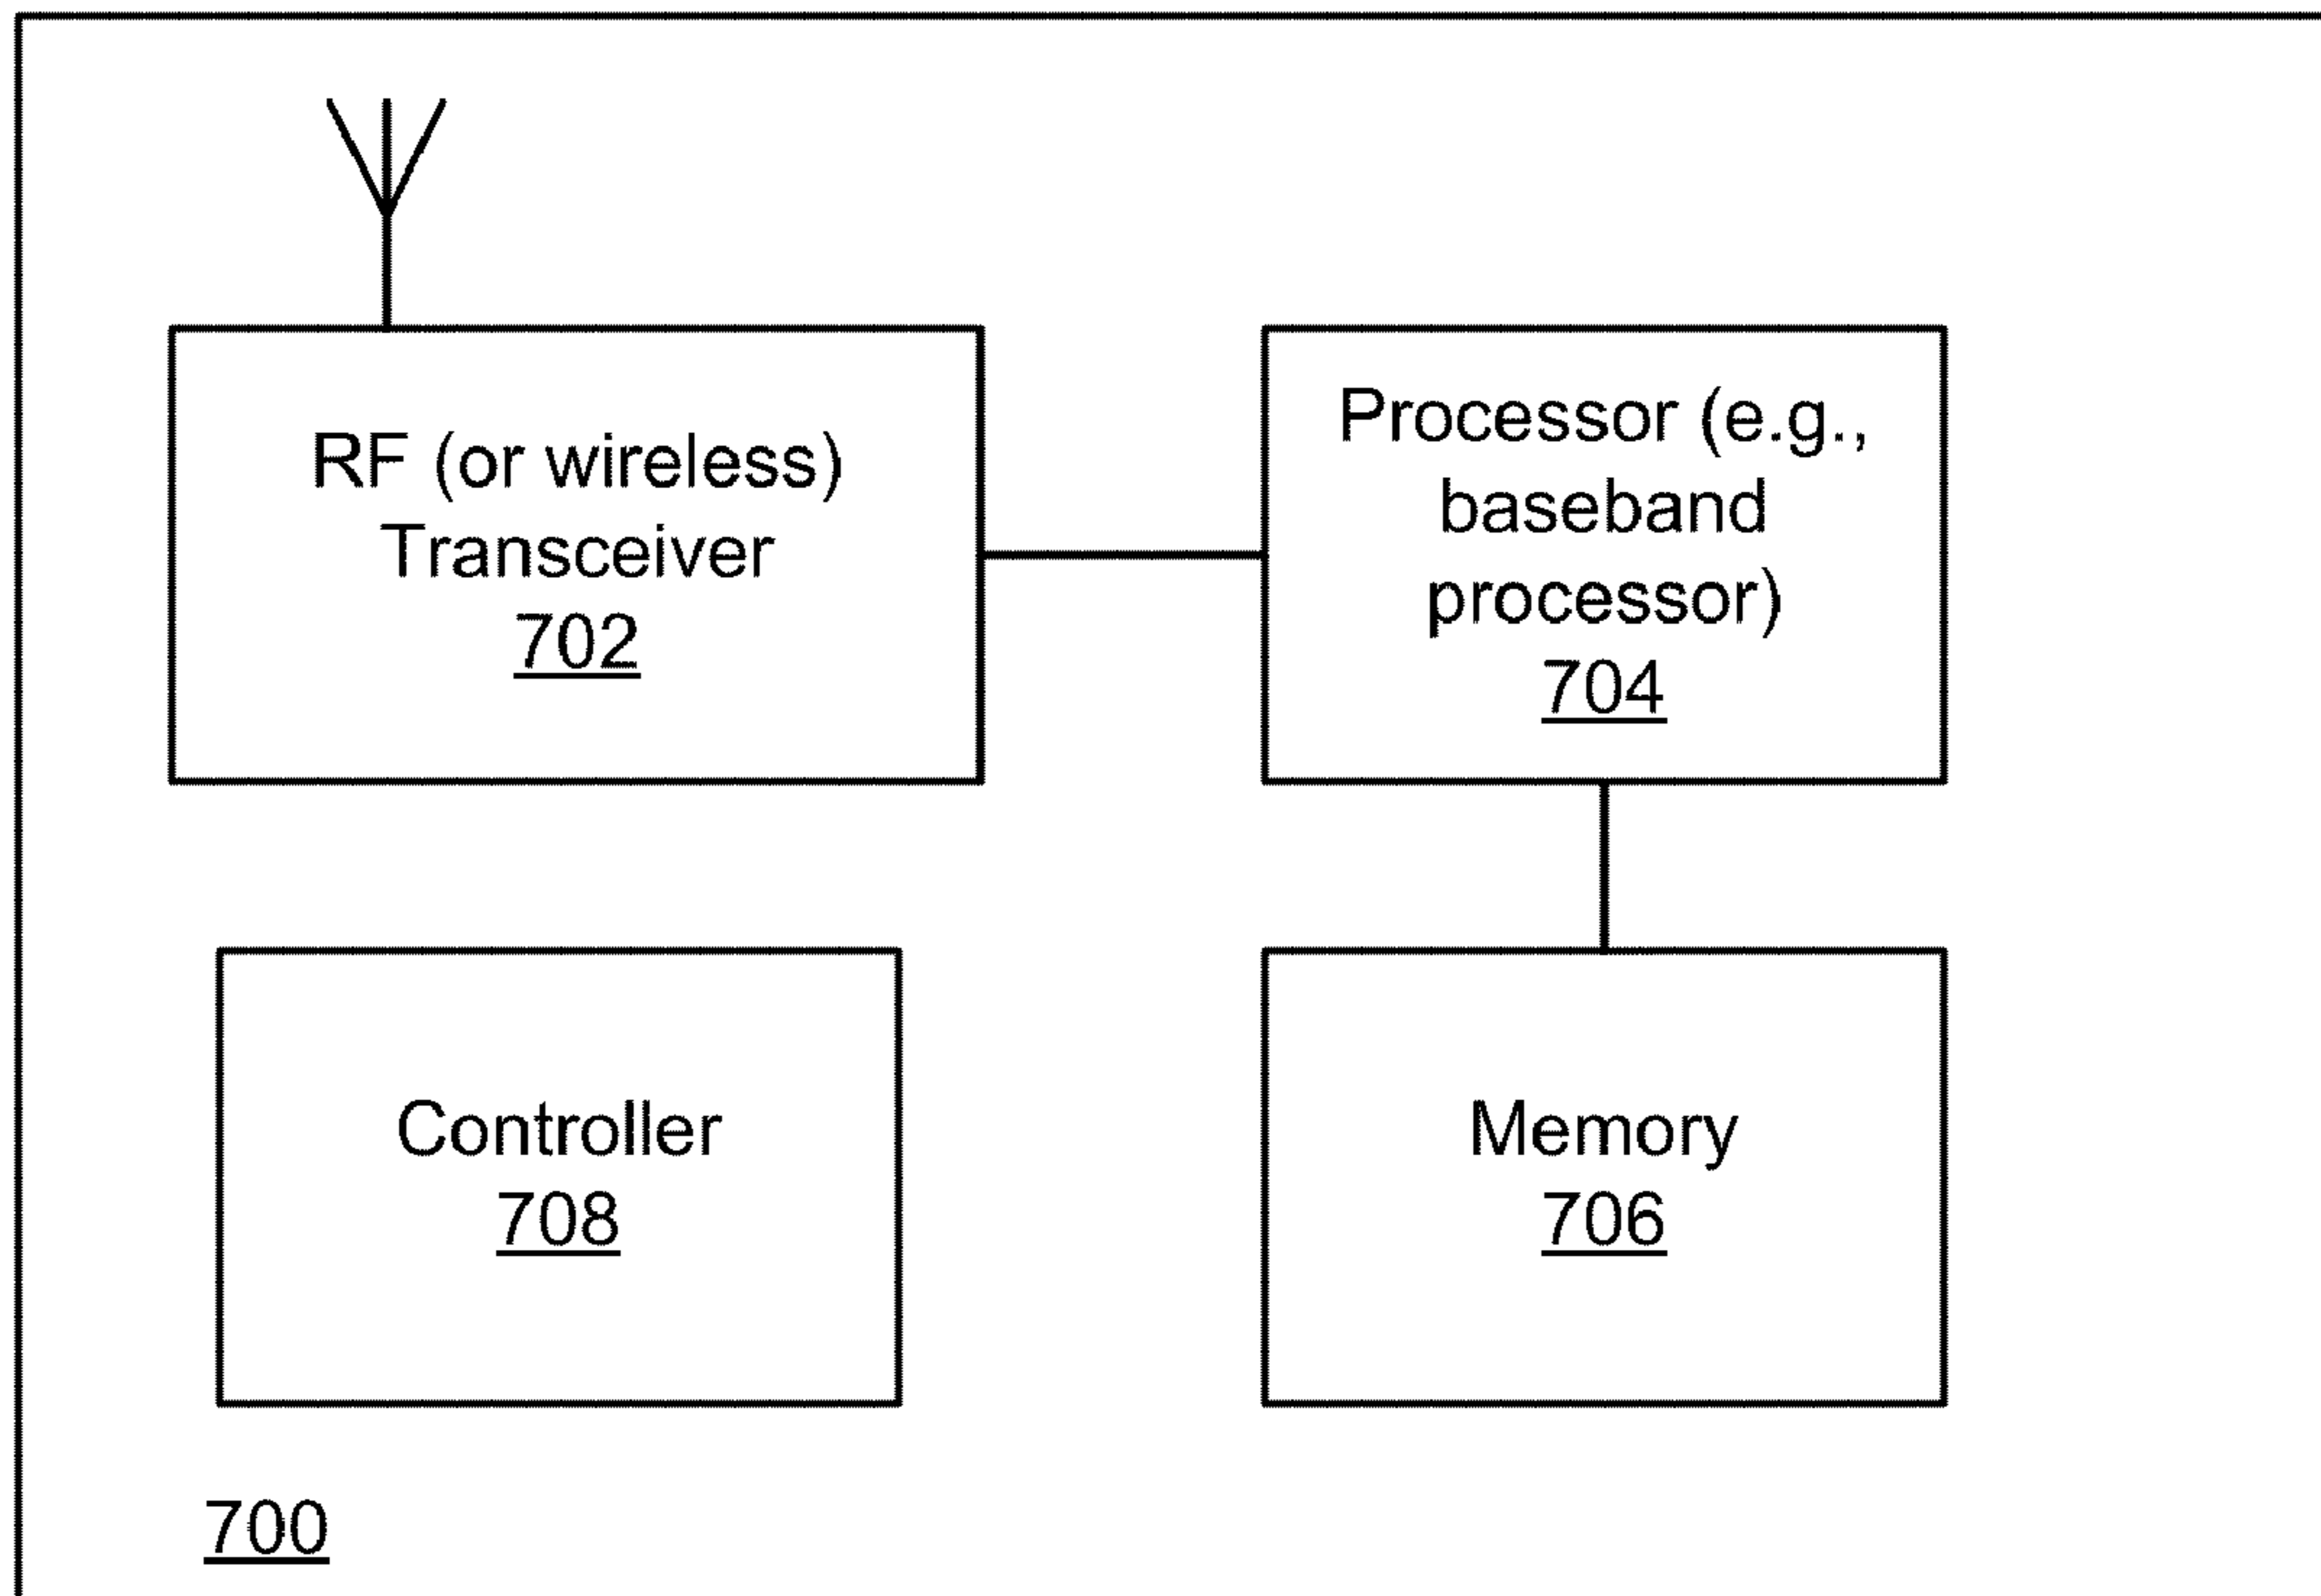 RF (or wireless)
Transceiver
702
Processor (e.g.,
baseband
processor)
704
Controller
708
Memory
706
700